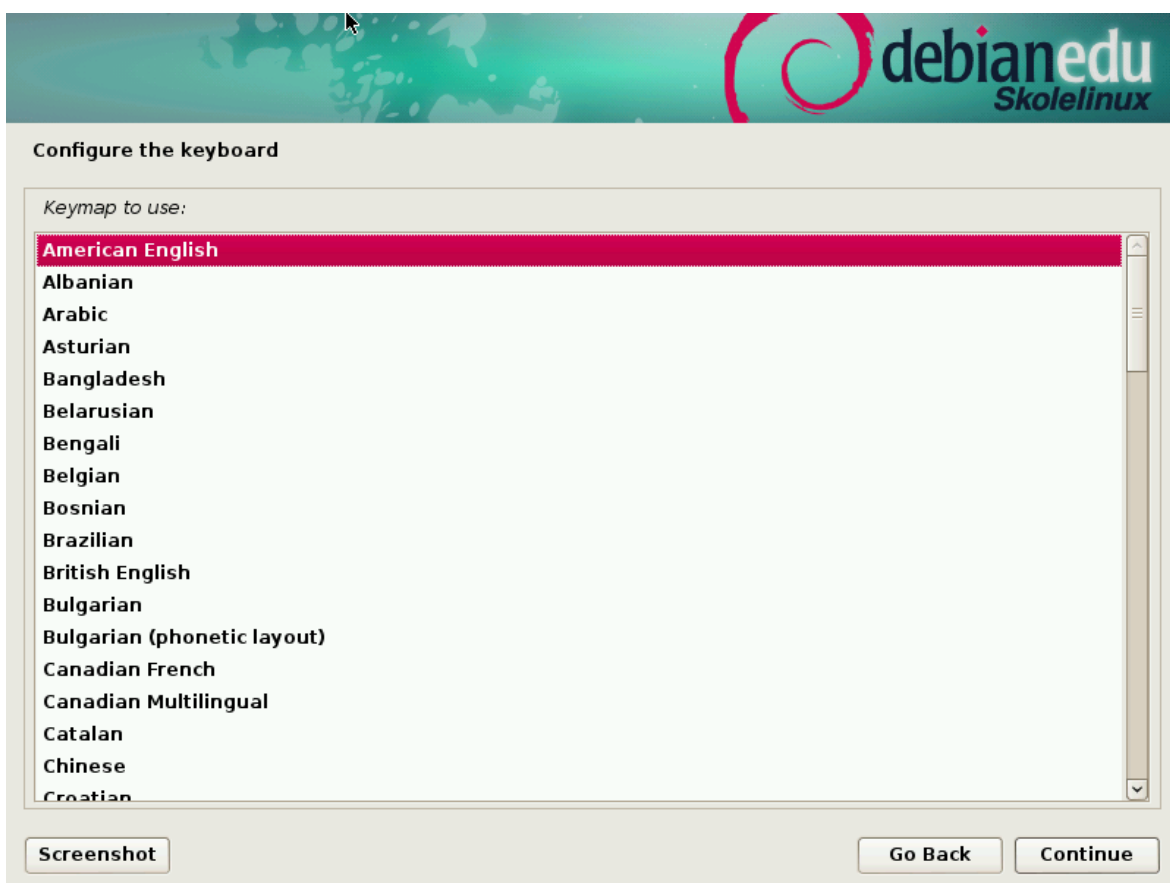 debianedu
Skolelinux
Configure the keyboard
Keymap to use:
American English
Albanian
Arabic
Asturian
Bangladesh
Belarusian
Bengali
Belgian
Bosnian
Brazilian
British English
Bulgarian
Bulgarian (phonetic layout)
Canadian French
Canadian Multilingual
Catalan
Chinese
Croatian
Screenshot Go Back Continue